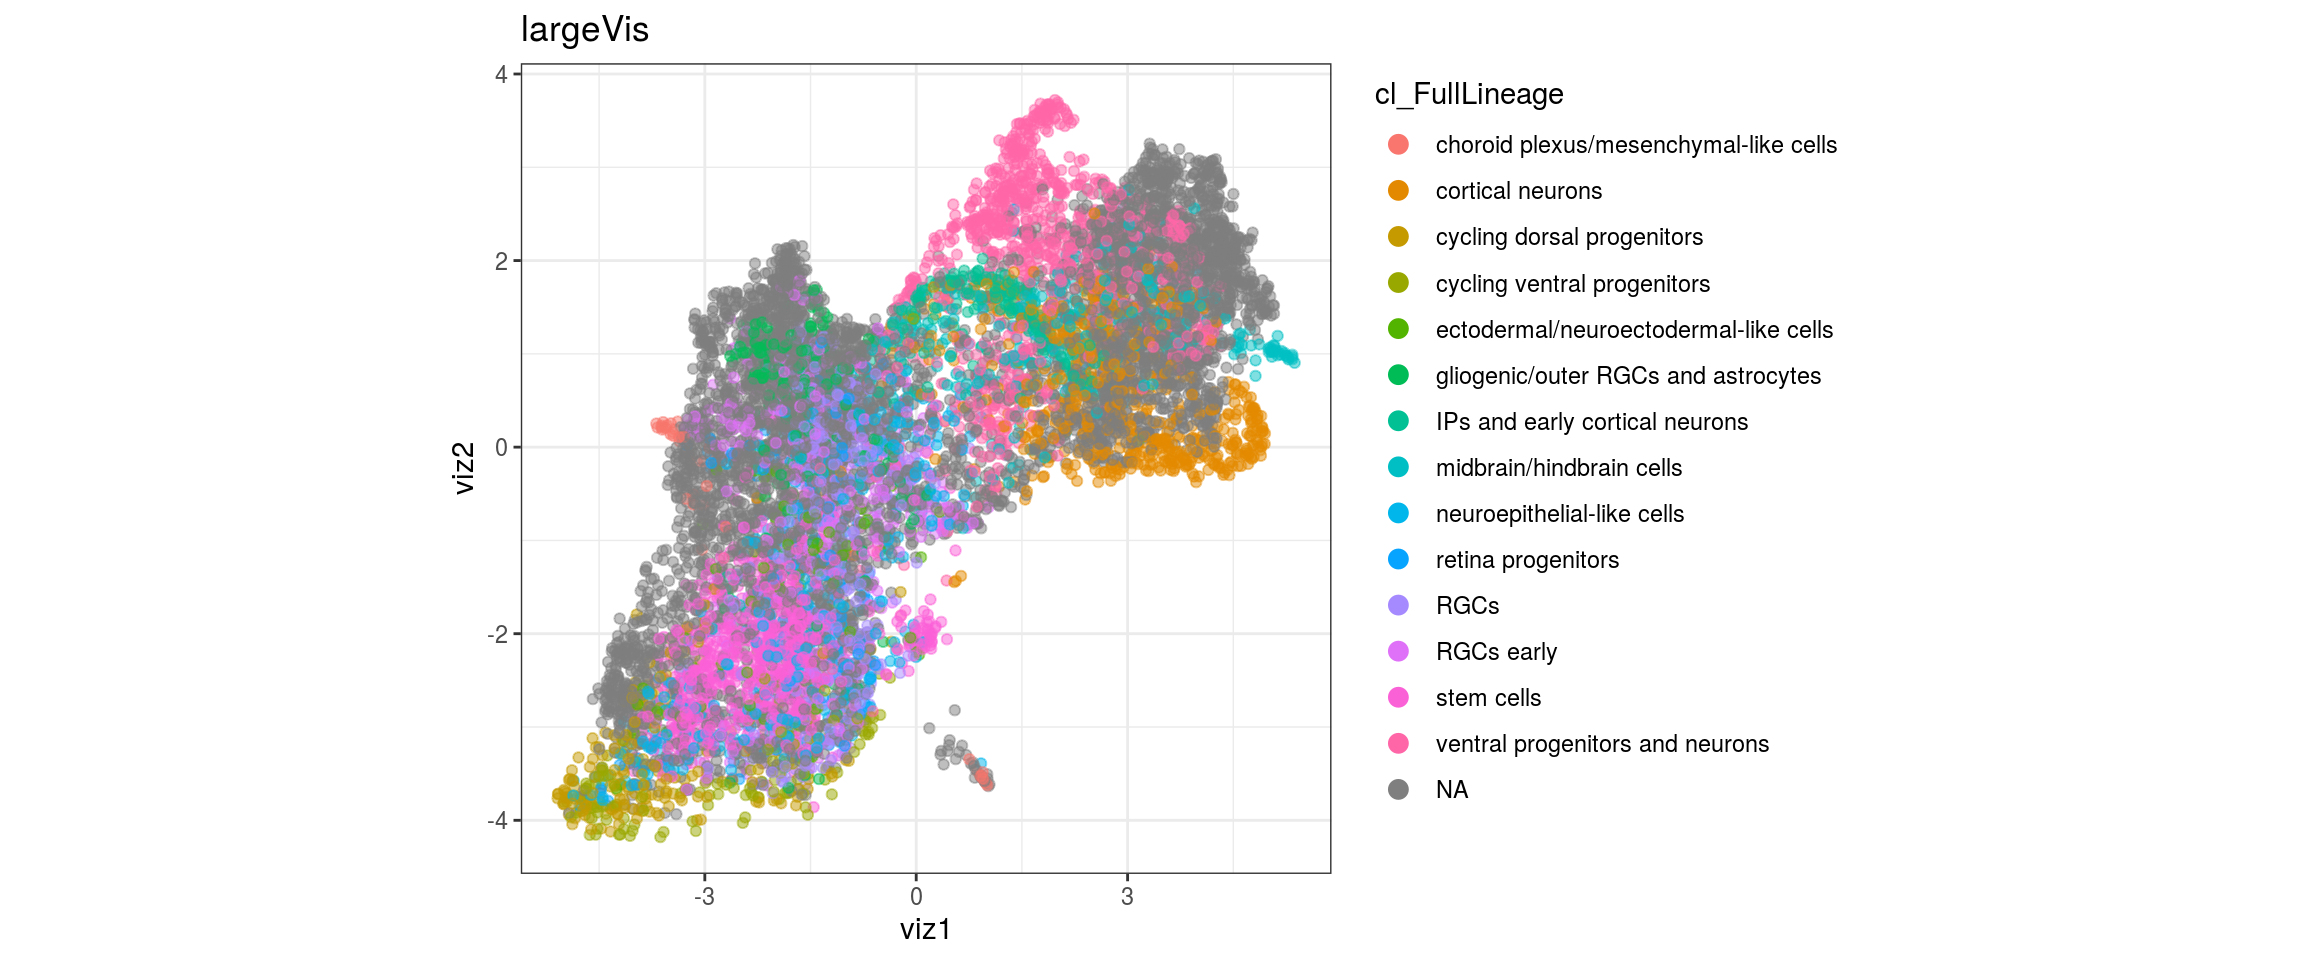 largeVis
4
2
0
-2
-4
viz2
-3
0
3
viz1
cl_FullLineage
choroid plexus/mesenchymal-like cells
cortical neurons
cycling dorsal progenitors
cycling ventral progenitors
ectodermal/neuroectodermal-like cells
gliogenic/outer RGCs and astrocytes
IPs and early cortical neurons
midbrain/hindbrain cells
neuroepithelial-like cells
retina progenitors
RGCs
RGCs early
stem cells
ventral progenitors and neurons
NA